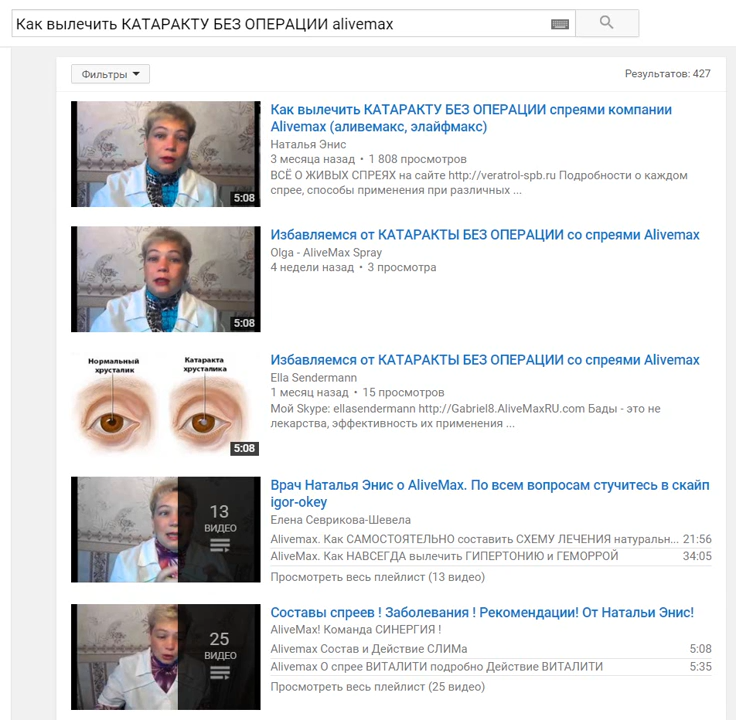 Как вылечить КАТАРАКТУ БЕЗ ОПЕРАЦИИ alivemax
Фильтры
Результатов: 427
5:08
Как вылечить КАТАРАКТУ БЕЗ ОПЕРАЦИИ спреями компании
Alivemax (аливемакс, элайфмакс)
Наталья Энис
3 месяца назад • 1 808 просмотров
ВСЁ О ЖИВЫХ СПРЕЯХ на сайте http://veratrol-spb.ru Подробности о каждом
спрее, способы применения при различных ...
5:08
Избавляемся от КАТАРАКТЫ БЕЗ ОПЕРАЦИИ со спреями Alivemax
Olga - AliveMax Spray
4 недели назад • 3 просмотра
Нормальный
хрусталик
Катаракта
хрусталика
5:08
Избавляемся от КАТАРАКТЫ БЕЗ ОПЕРАЦИИ со спреями Alivemax
Ella Sendermann
1 месяц назад • 15 просмотров
Мой Skype: ellasendermann http://Gabriel8.AliveMaxRU.com Бады - это не
лекарства, эффективность их применения ...
13
ВИДЕО
Врач Наталья Энис о AliveMax. По всем вопросам стучитесь в скайп
igor-okey
Елена Севрикова-Шевела
Alivemax. Как САМОСТОЯТЕЛЬНО составить СХЕМУ ЛЕЧЕНИЯ натуральн... 21:56
AliveMax. Как НАВСЕГДА вылечить ГИПЕРТОНИЮ и ГЕМОРРОЙ 34:05
Просмотреть весь плейлист (13 видео)
25
ВИДЕО
Составы спреев ! Заболевания ! Рекомендации! От Натальи Энис!
AliveMax! Команда СИНЕРГИЯ !
Alivemax Состав и Действие СЛИМа 5:08
Alivemax О спрее ВИТАЛИТИ подробно Действие ВИТАЛИТИ 5:35
Просмотреть весь плейлист (25 видео)